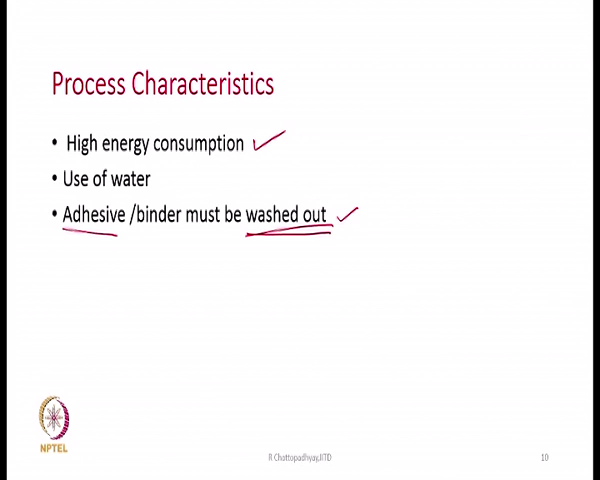 Process Characteristics
• High energy consumption
• Use of water
• Adhesive /binder must be washed out
NPTEL
R Chattopadhyay,IITD
10